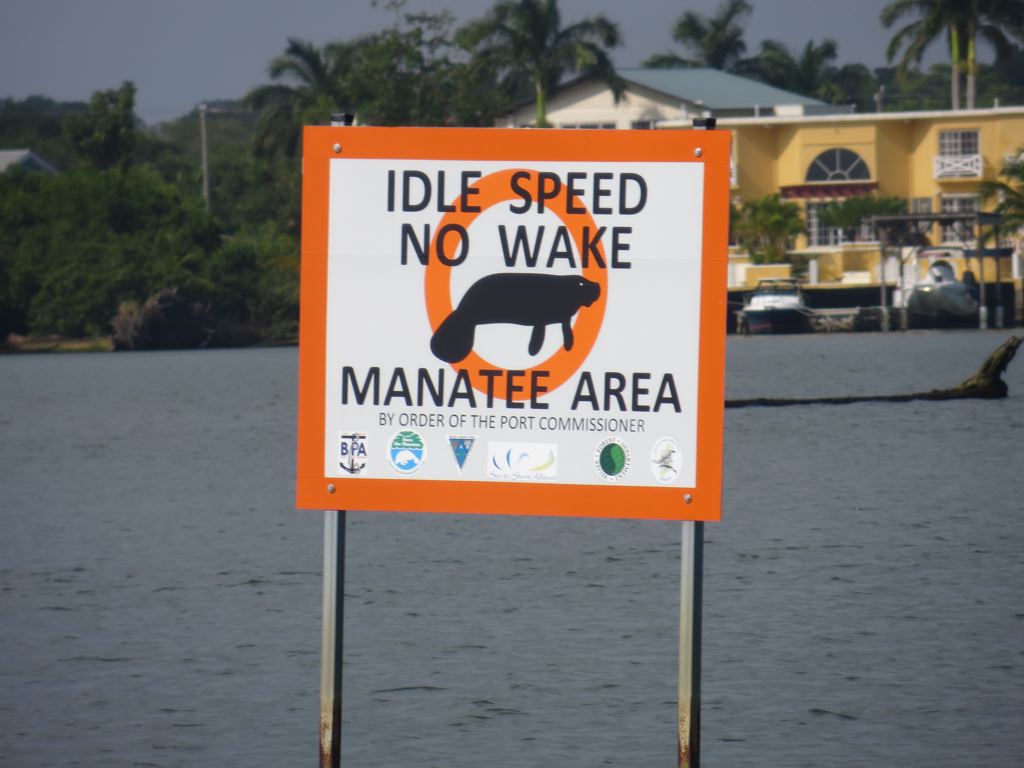 IDLE SPEED
NO WAKE
MANATEE AREA
BY ORDER OF THE PORT COMMISSIONER
BPA